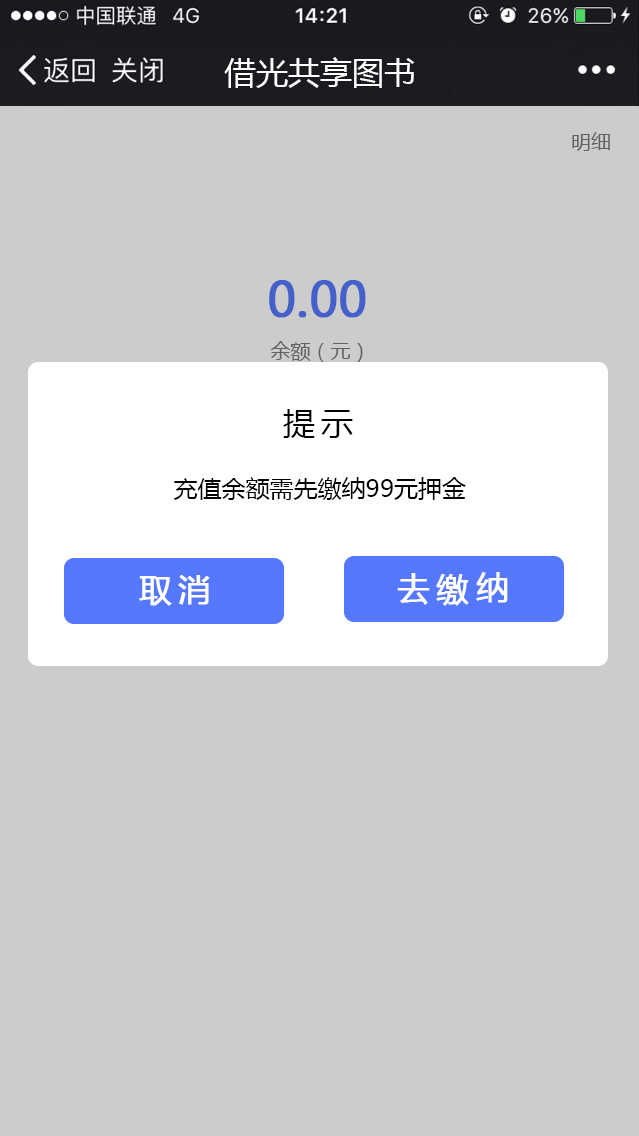 中国联通 4G 14:21 26%
返回 关闭 借光共享图书
明细
0.00
余额（元）
提示
充值余额需先缴纳99元押金
取消 去缴纳